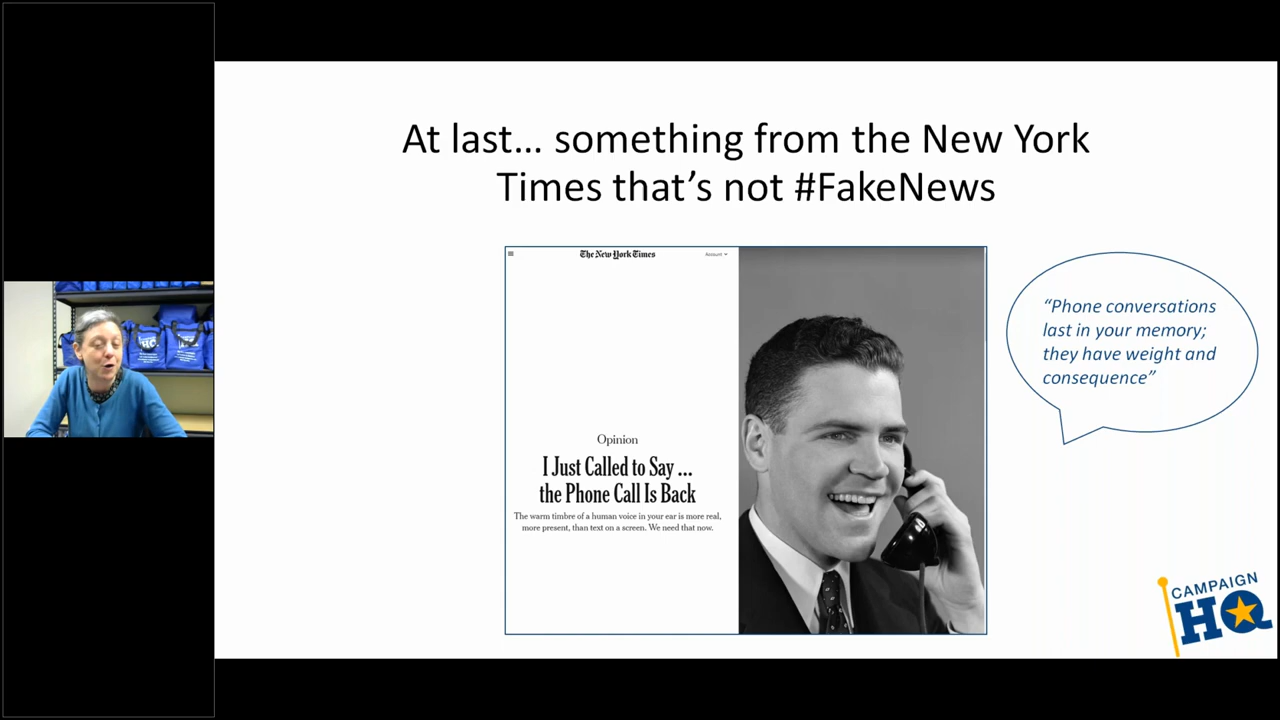 At last... something from the New York
Times that's not #FakeNews
The New York Times
Account
Opinion
I Just Called to Say ...
the Phone Call Is Back
The warm timbre of a human voice in your ear is more real,
more present, than text on a screen. We need that now.
“Phone conversations
last in your memory;
they have weight and
consequence”
CAMPAIGN
HQ